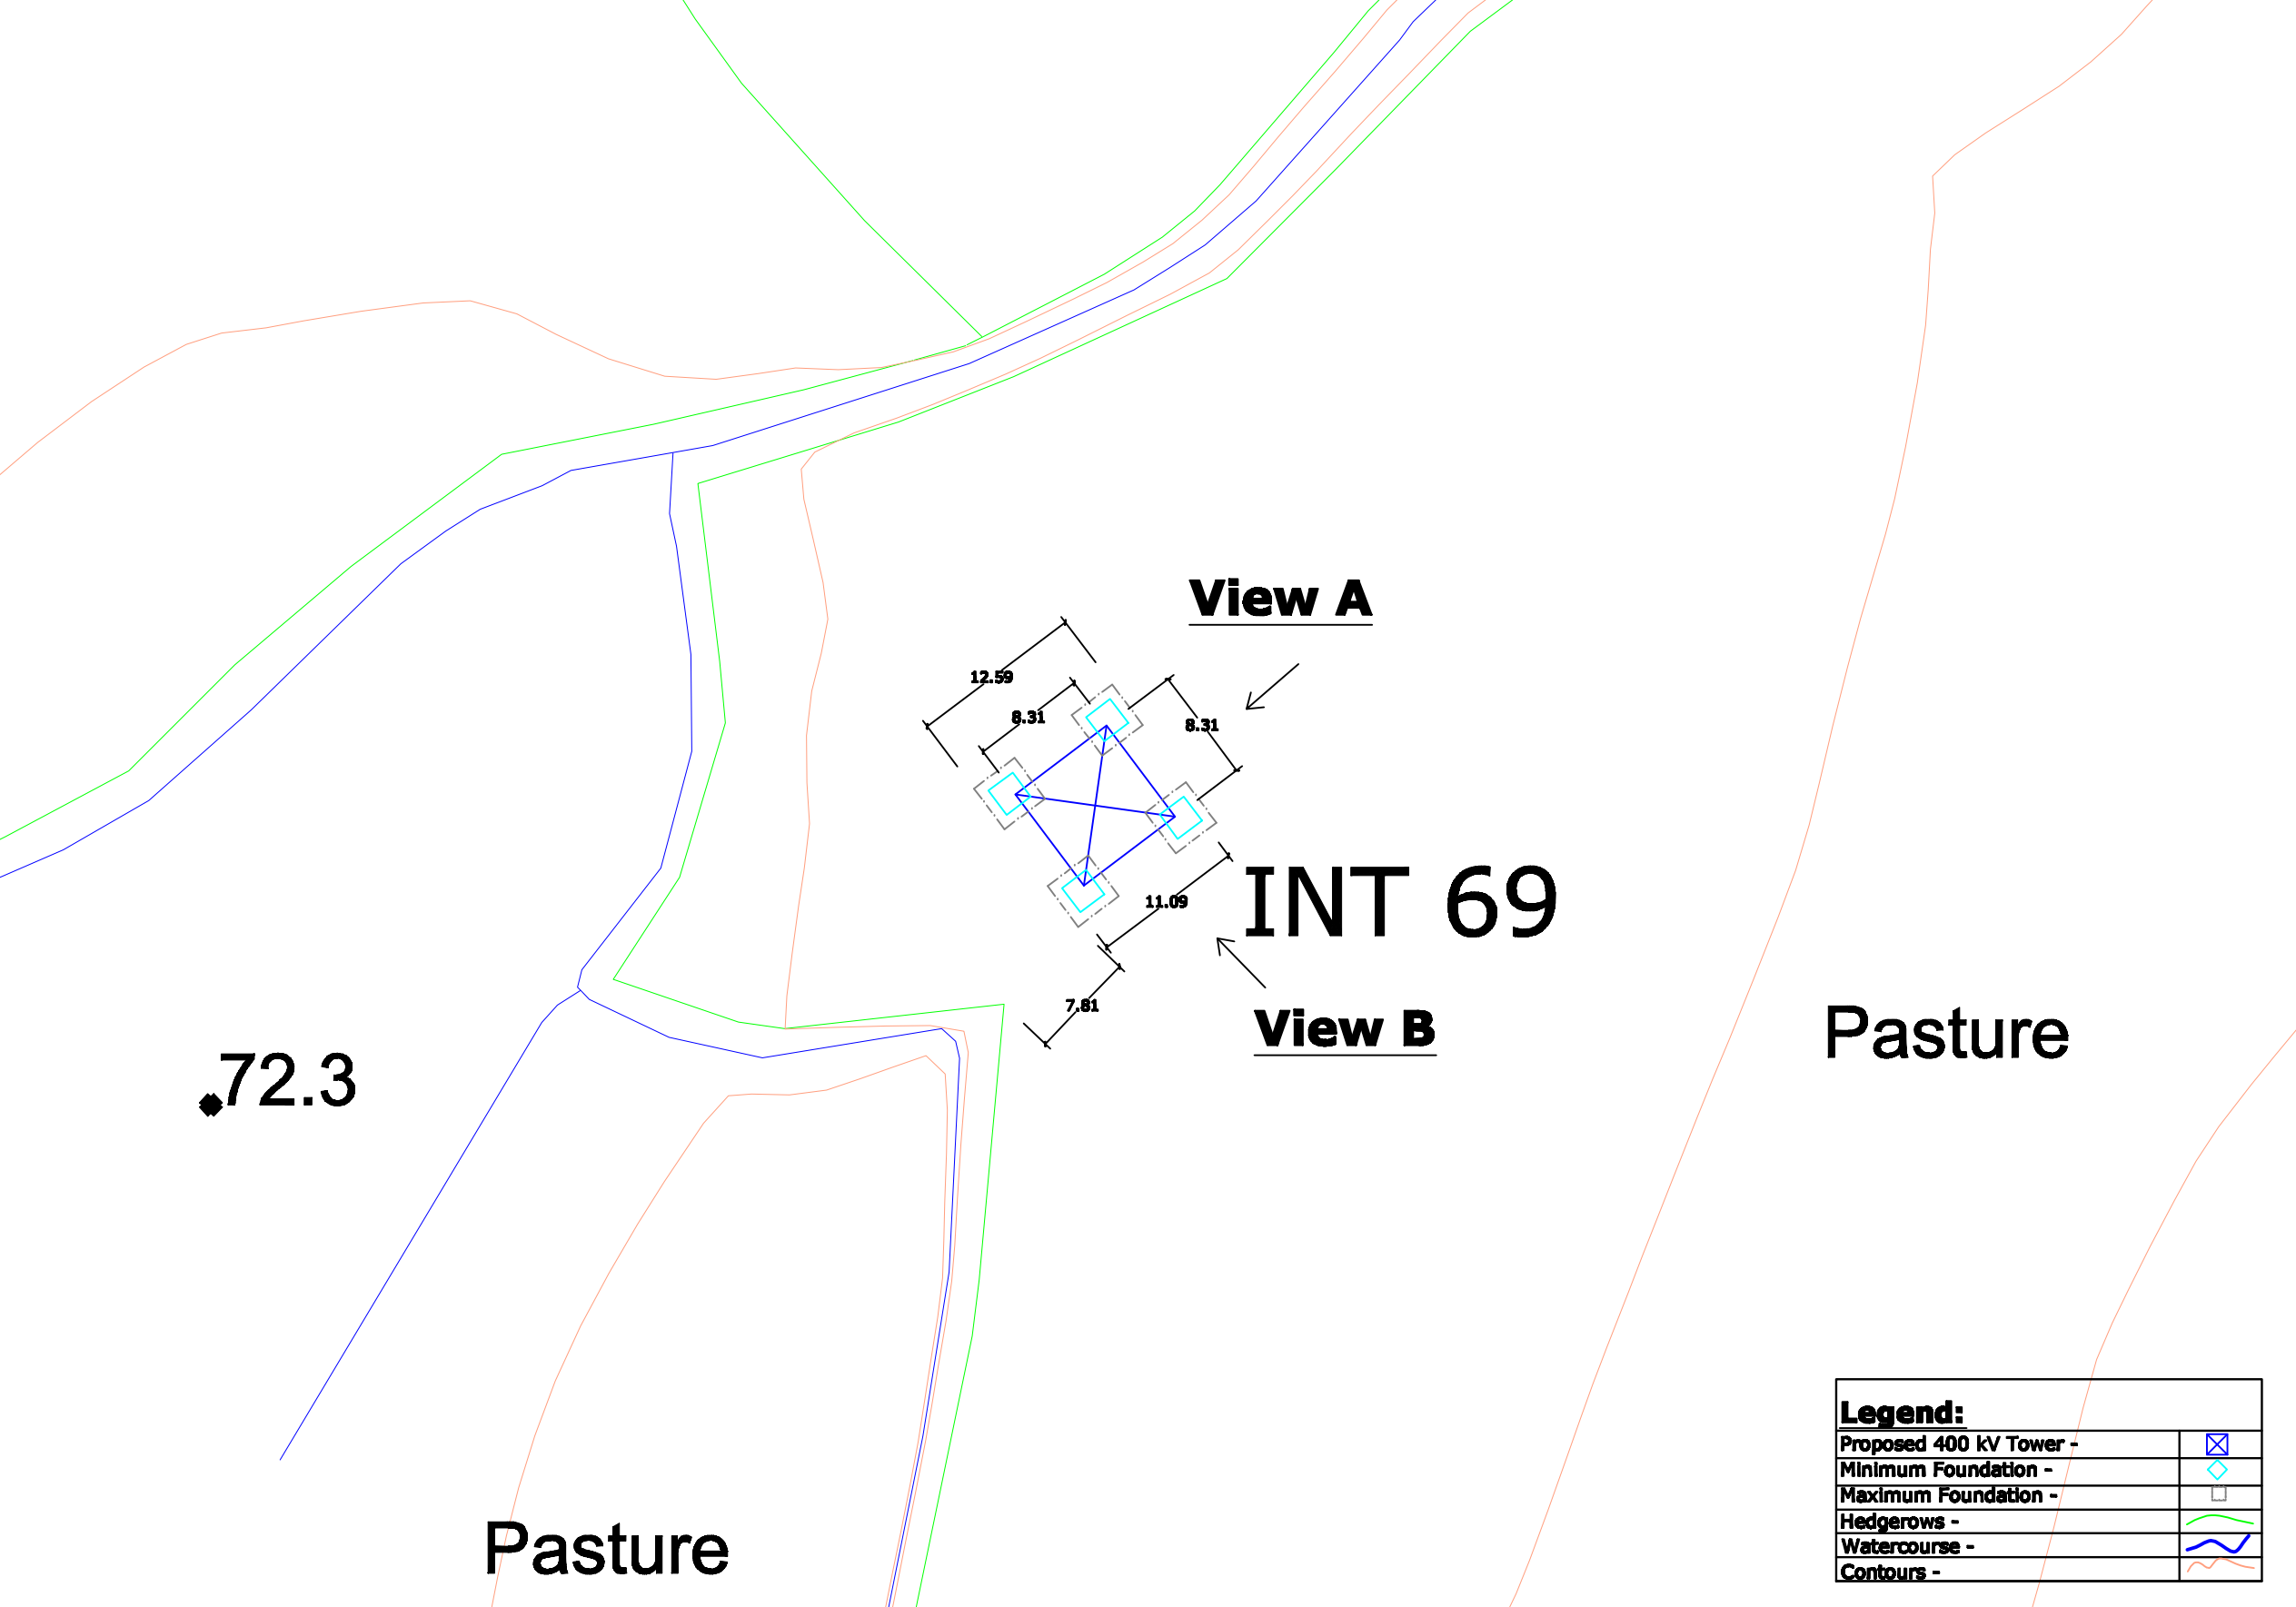 View A
12.59
8.31
8.31
INT 69
11.09
7.81
View B
Pasture
72.3
Pasture
Legend:
Proposed 400 kV Tower -
Minimum Foundation -
Maximum Foundation -
Hedgerows -
Watercourse -
Contours -